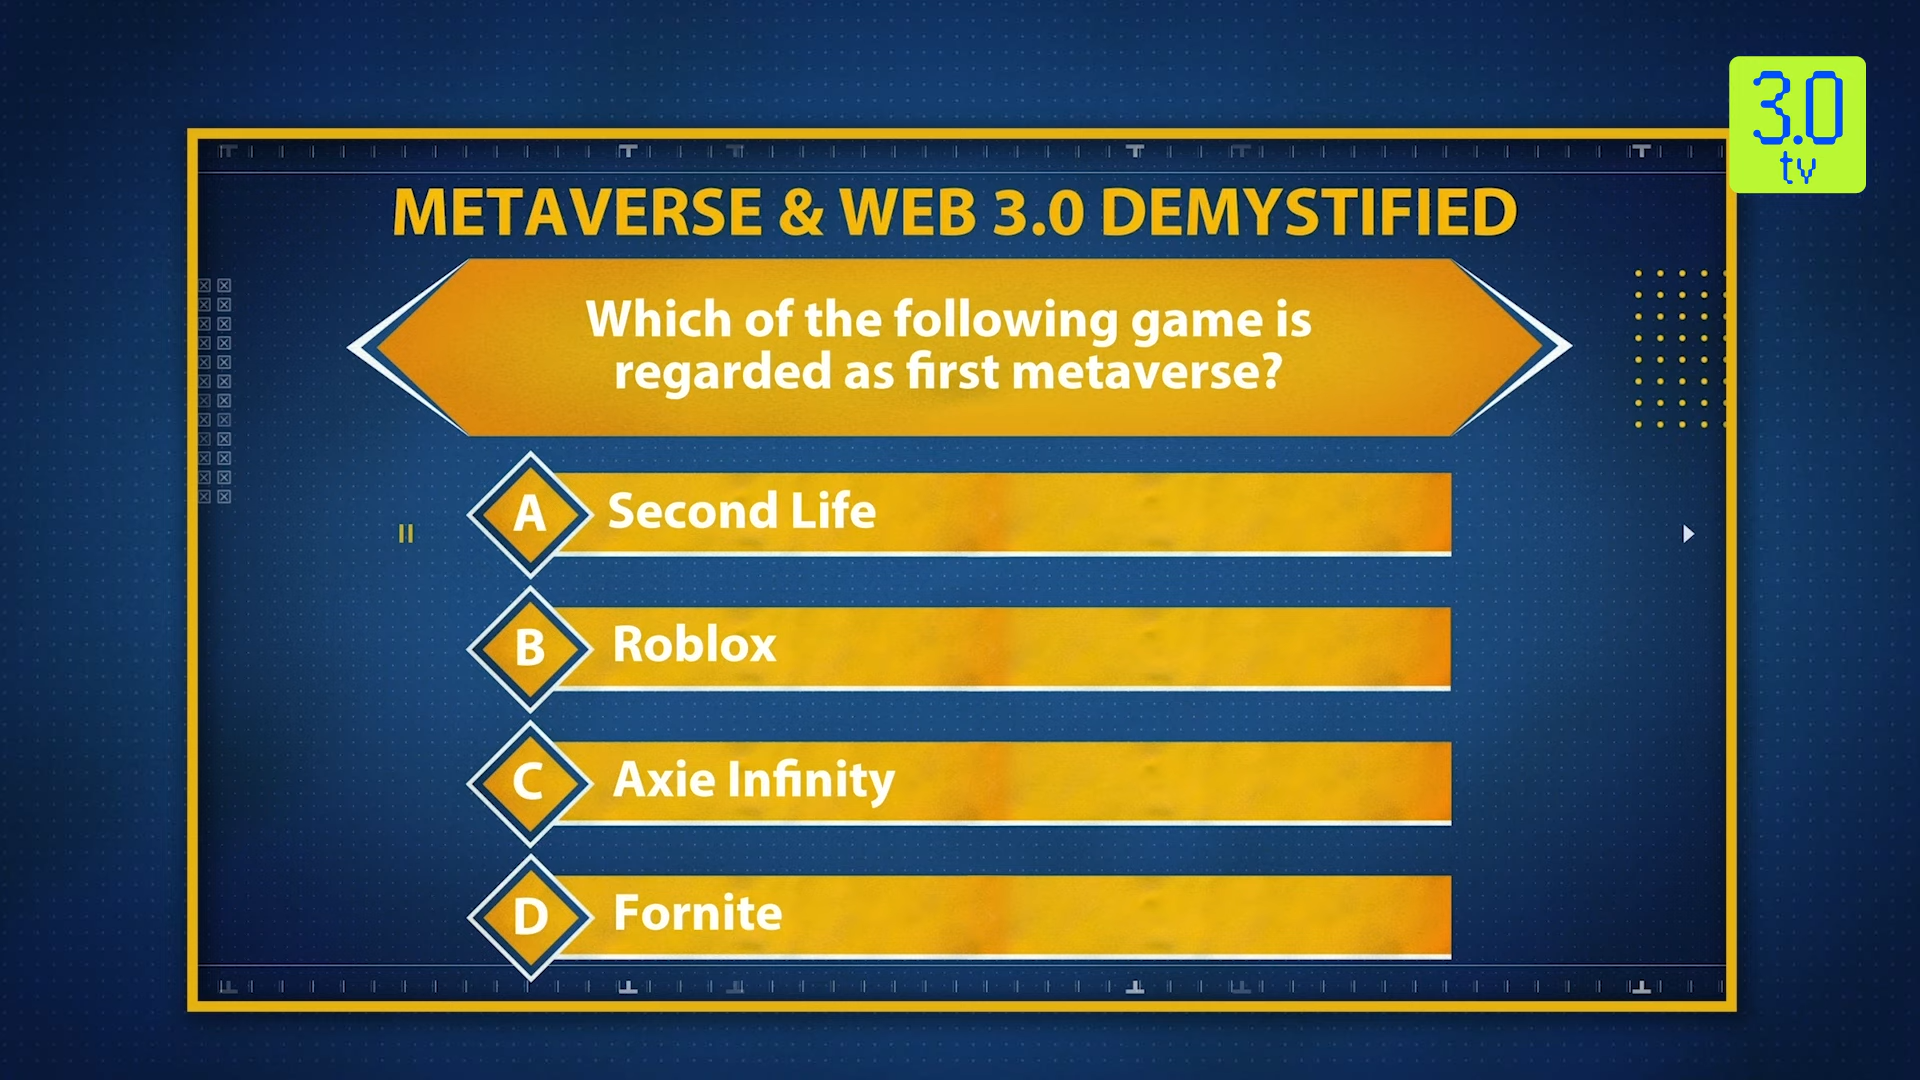 3.0
tv
METAVERSE & WEB 3.0 DEMYSTIFIED
Which of the following game is
regarded as first metaverse?
A Second Life
B Roblox
C Axie Infinity
D Fornite